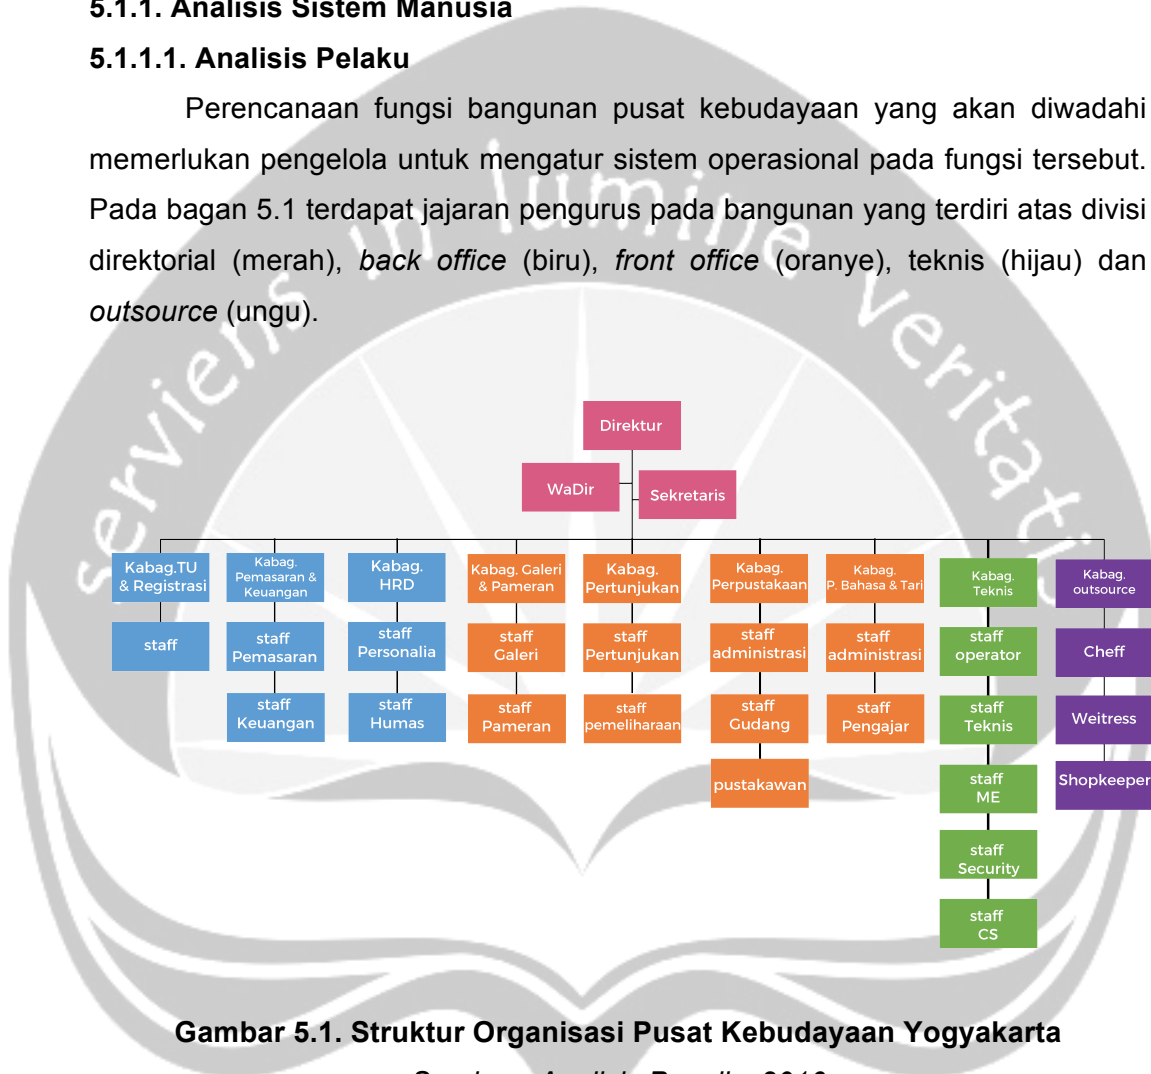 5.1.1. Analisis Sistem Manusia
5.1.1.1. Analisis Pelaku
Perencanaan fungsi bangunan pusat kebudayaan yang akan diwadahi
memerlukan pengelola untuk mengatur sistem operasional pada fungsi tersebut.
Pada bagan 5.1 terdapat jajaran pengurus pada bangunan yang terdiri atas divisi
direktorial (merah), back office (biru), front office (oranye), teknis (hijau) dan
outsource (ungu).
serviens in lumine veritatis
Direktur
WaDir
Sekretaris
Kabag.TU
& Registrasi
staff
Kabag.
Pemasaran &
Keuangan
staff
Pemasaran
staff
Keuangan
Kabag.
HRD
staff
Personalia
staff
Humas
Kabag. Galeri
& Pameran
staff
Galeri
staff
Pameran
Kabag.
Pertunjukan
staff
Pertunjukan
staff
pemeliharaan
Kabag.
Perpustakaan
staff
administrasi
staff
Gudang
pustakawan
Kabag.
P. Bahasa & Tari
staff
administrasi
staff
Pengajar
Kabag.
Teknis
staff
operator
staff
Teknis
staff
ME
staff
Security
staff
CS
Kabag.
outsource
Cheff
Weitress
Shopkeeper
Gambar 5.1. Struktur Organisasi Pusat Kebudayaan Yogyakarta